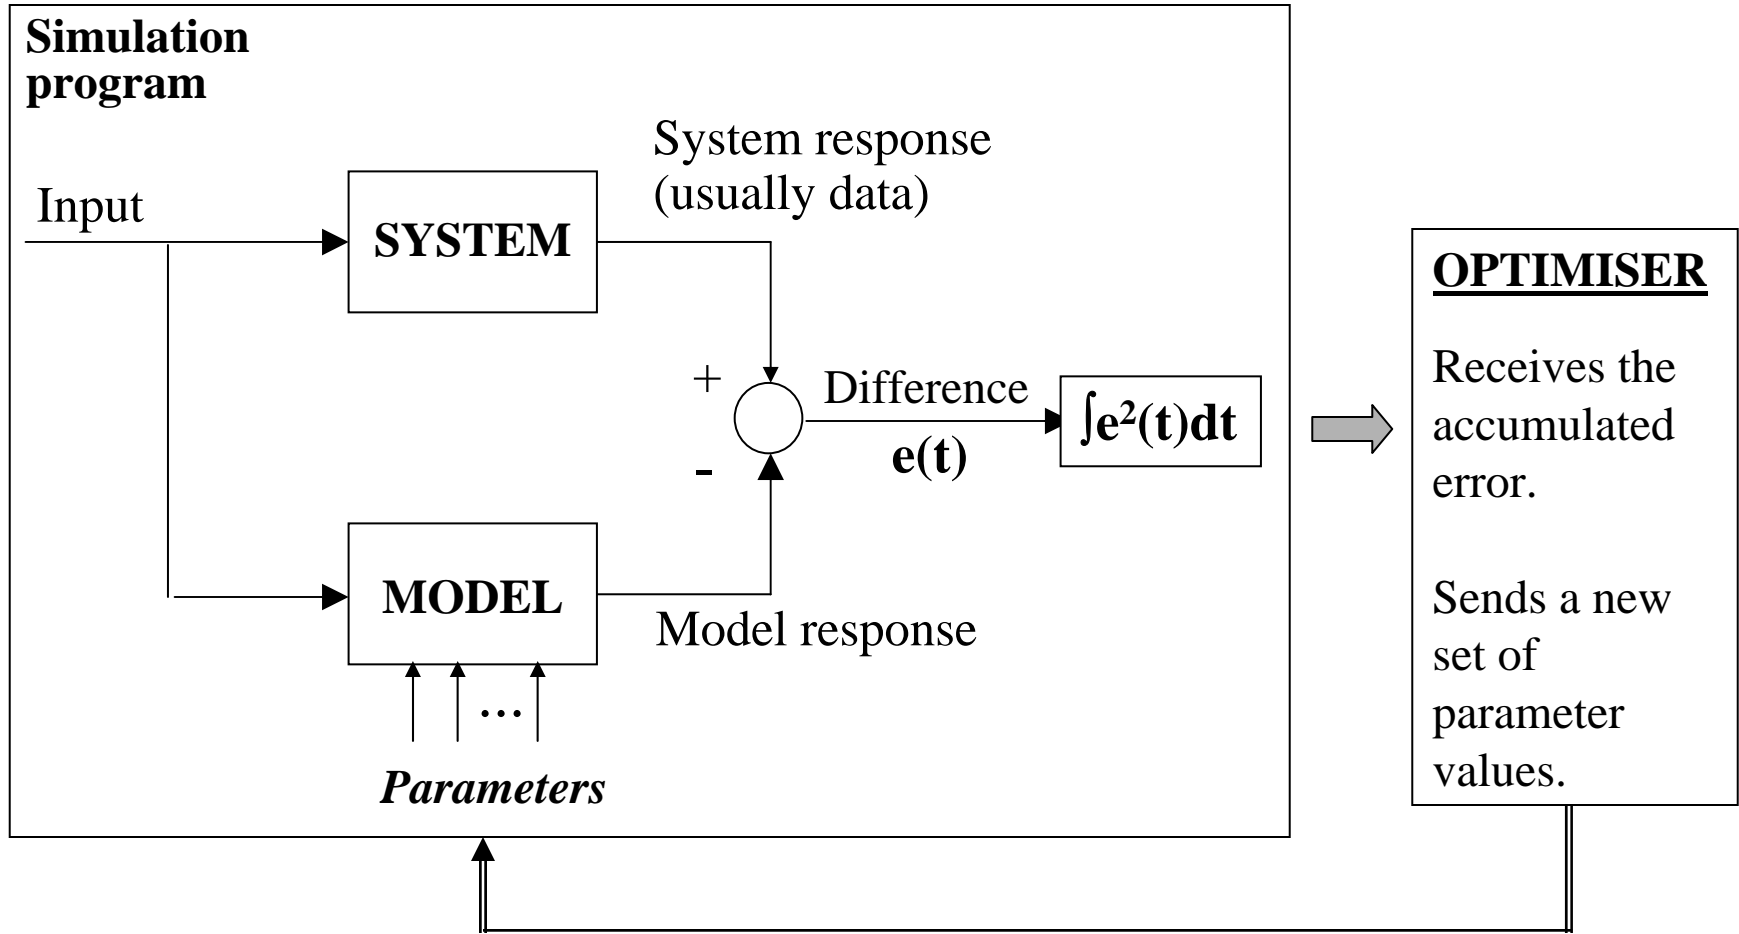 Simulation
program
System response
(usually data)
Input
SYSTEM
OPTIMISER
Receives the
accumulated
error.
Sends a new
set of
parameter
values.
+
Difference
∫e²(t)dt
e(t)
-
MODEL
Model response
...
Parameters